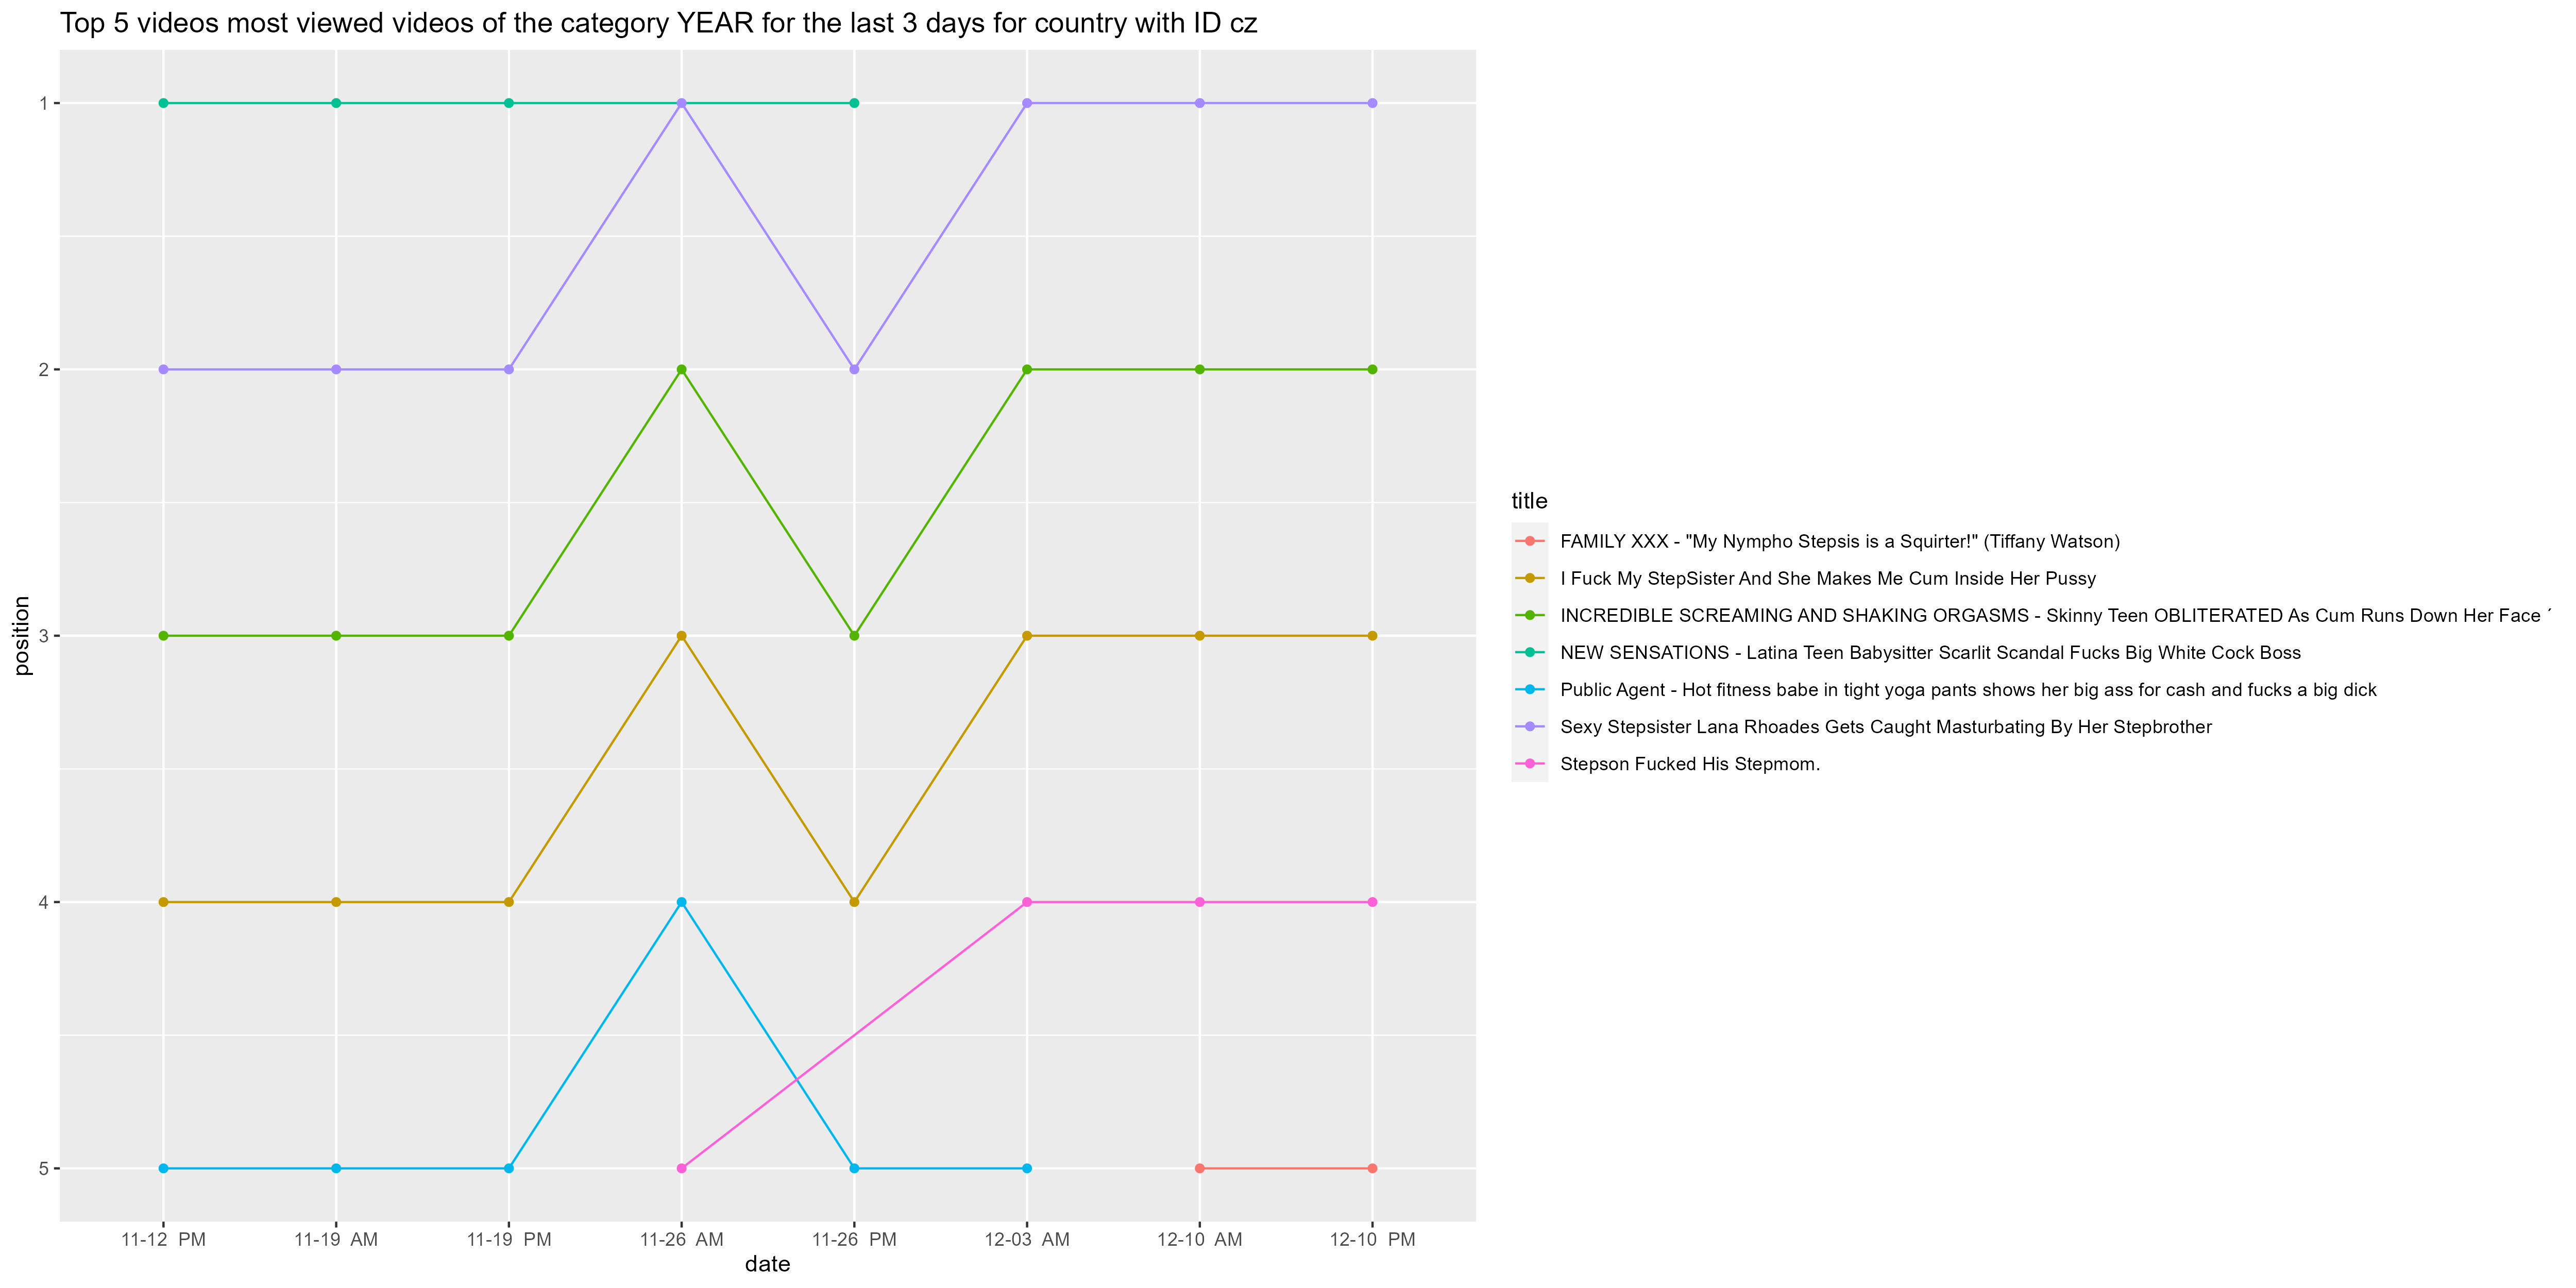 Top 5 videos most viewed videos of the category YEAR for the last 3 days for country with ID cz
1
2
3
4
5
position
11-12 PM
11-19 AM
11-19 PM
11-26 AM
11-26 PM
12-03 AM
12-10 AM
12-10 PM
date
title
FAMILY XXX - "My Nympho Stepsis is a Squirter!" (Tiffany Watson)
I Fuck My StepSister And She Makes Me Cum Inside Her Pussy
INCREDIBLE SCREAMING AND SHAKING ORGASMS - Skinny Teen OBLITERATED As Cum Runs Down Her Face ´
NEW SENSATIONS - Latina Teen Babysitter Scarlit Scandal Fucks Big White Cock Boss
Public Agent - Hot fitness babe in tight yoga pants shows her big ass for cash and fucks a big dick
Sexy Stepsister Lana Rhoades Gets Caught Masturbating By Her Stepbrother
Stepson Fucked His Stepmom.